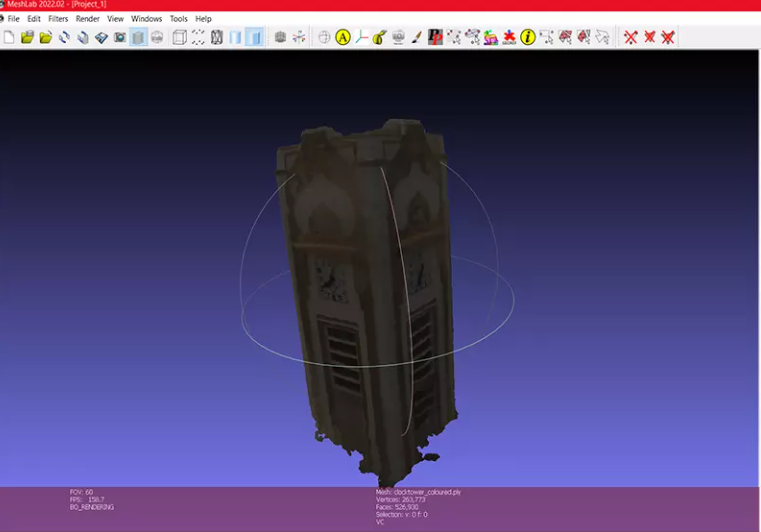 MeshLab 2022.02 - [Project_1]
File Edit Filters Render View Windows Tools Help
FOV: 60
FPS: 158.7
BO_RENDERING
Mesh: clocktower_coloured.ply
Vertices: 263,773
Faces: 526,930
Selection: v: 0 f: 0
VC